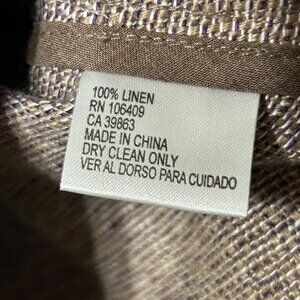 100% LINEN
RN 106409
CA 39863
MADE IN CHINA
DRY CLEAN ONLY
VER AL DORSO PARA CUIDADO